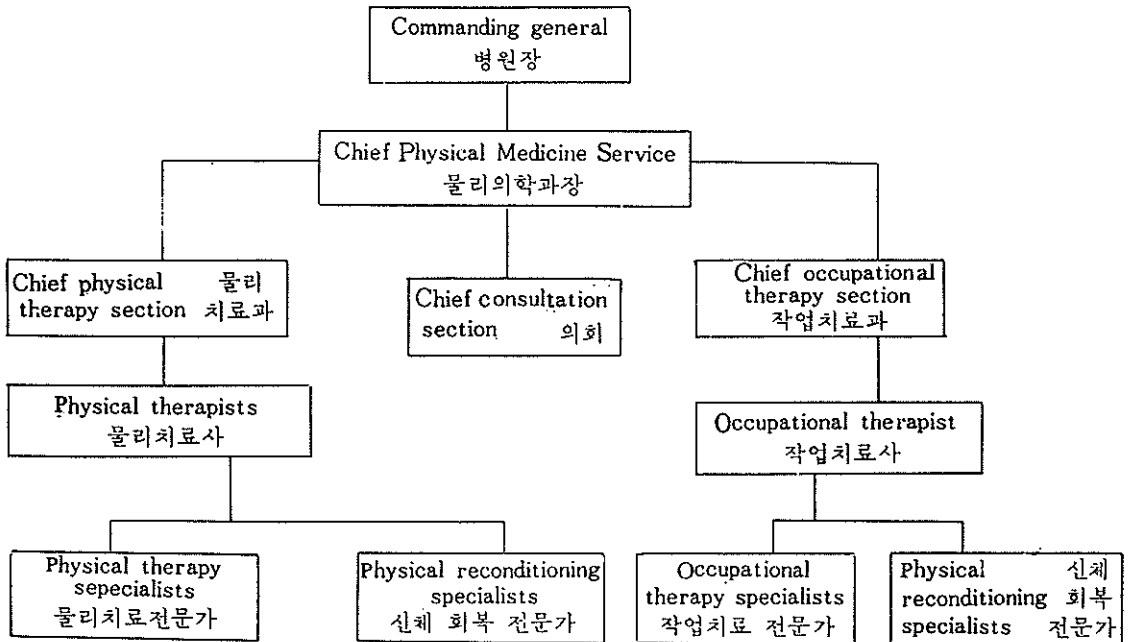 Commanding general
병원장
Chief Physical Medicine Service
물리의학과장
Chief physical 물리
therapy section 치료과
Chief consultation
section 의회
Chief occupational
therapy section
작업치료과
Physical therapists
물리치료사
Occupational therapist
작업치료사
Physical therapy
sepecialists
물리치료전문가
Physical reconditioning
specialists
신체 회복 전문가
Occupational
therapy specialists
작업치료 전문가
Physical 신체
reconditioning 회복
specialists 전문가